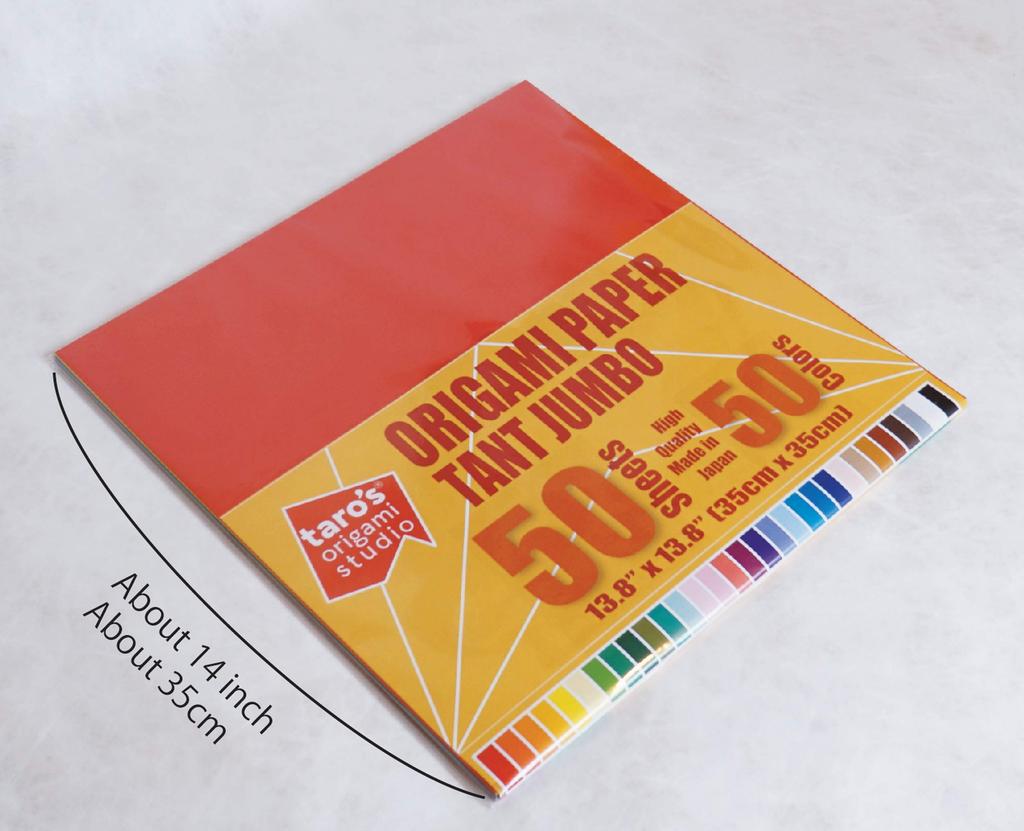 ORIGAMI PAPER
TANT JUMBO
taro's®
origami
studio
50 Sheets
High
Quality
Made in
Japan
50 Colors
13.8" x 13.8" (35cm x 35cm)
About 14 inch
About 35cm